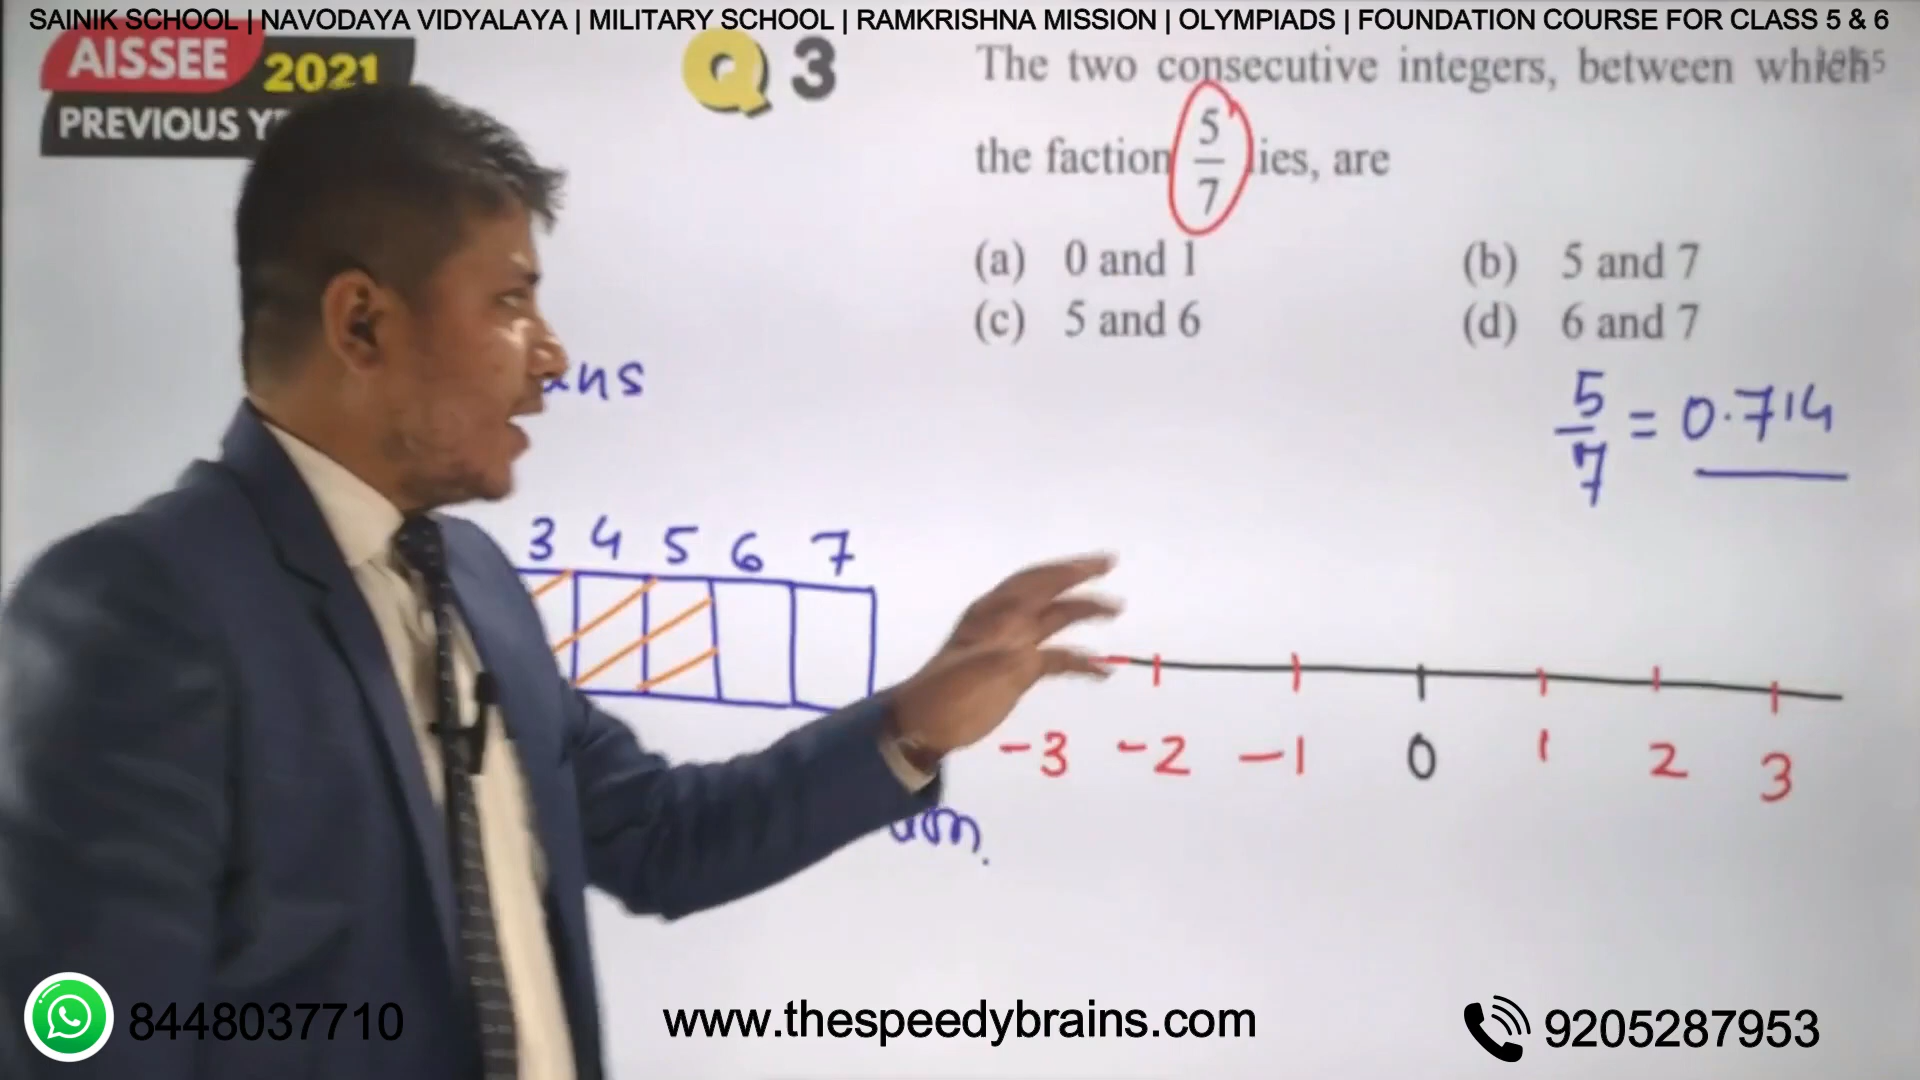 SAINIK SCHOOL | NAVODAYA VIDYALAYA | MILITARY SCHOOL | RAMKRISHNA MISSION | OLYMPIADS | FOUNDATION COURSE FOR CLASS 5 & 6
AISSEE 2021
PREVIOUS
Q 3
The two consecutive integers, between which
the faction 5/7 lies, are
(a) 0 and 1
(b) 5 and 7
(c) 5 and 6
(d) 6 and 7
5/7 = 0.714
3 4 5 6 7
-3 -2 -1 0 1 2 3
8448037710
www.thespeedybrains.com
9205287953